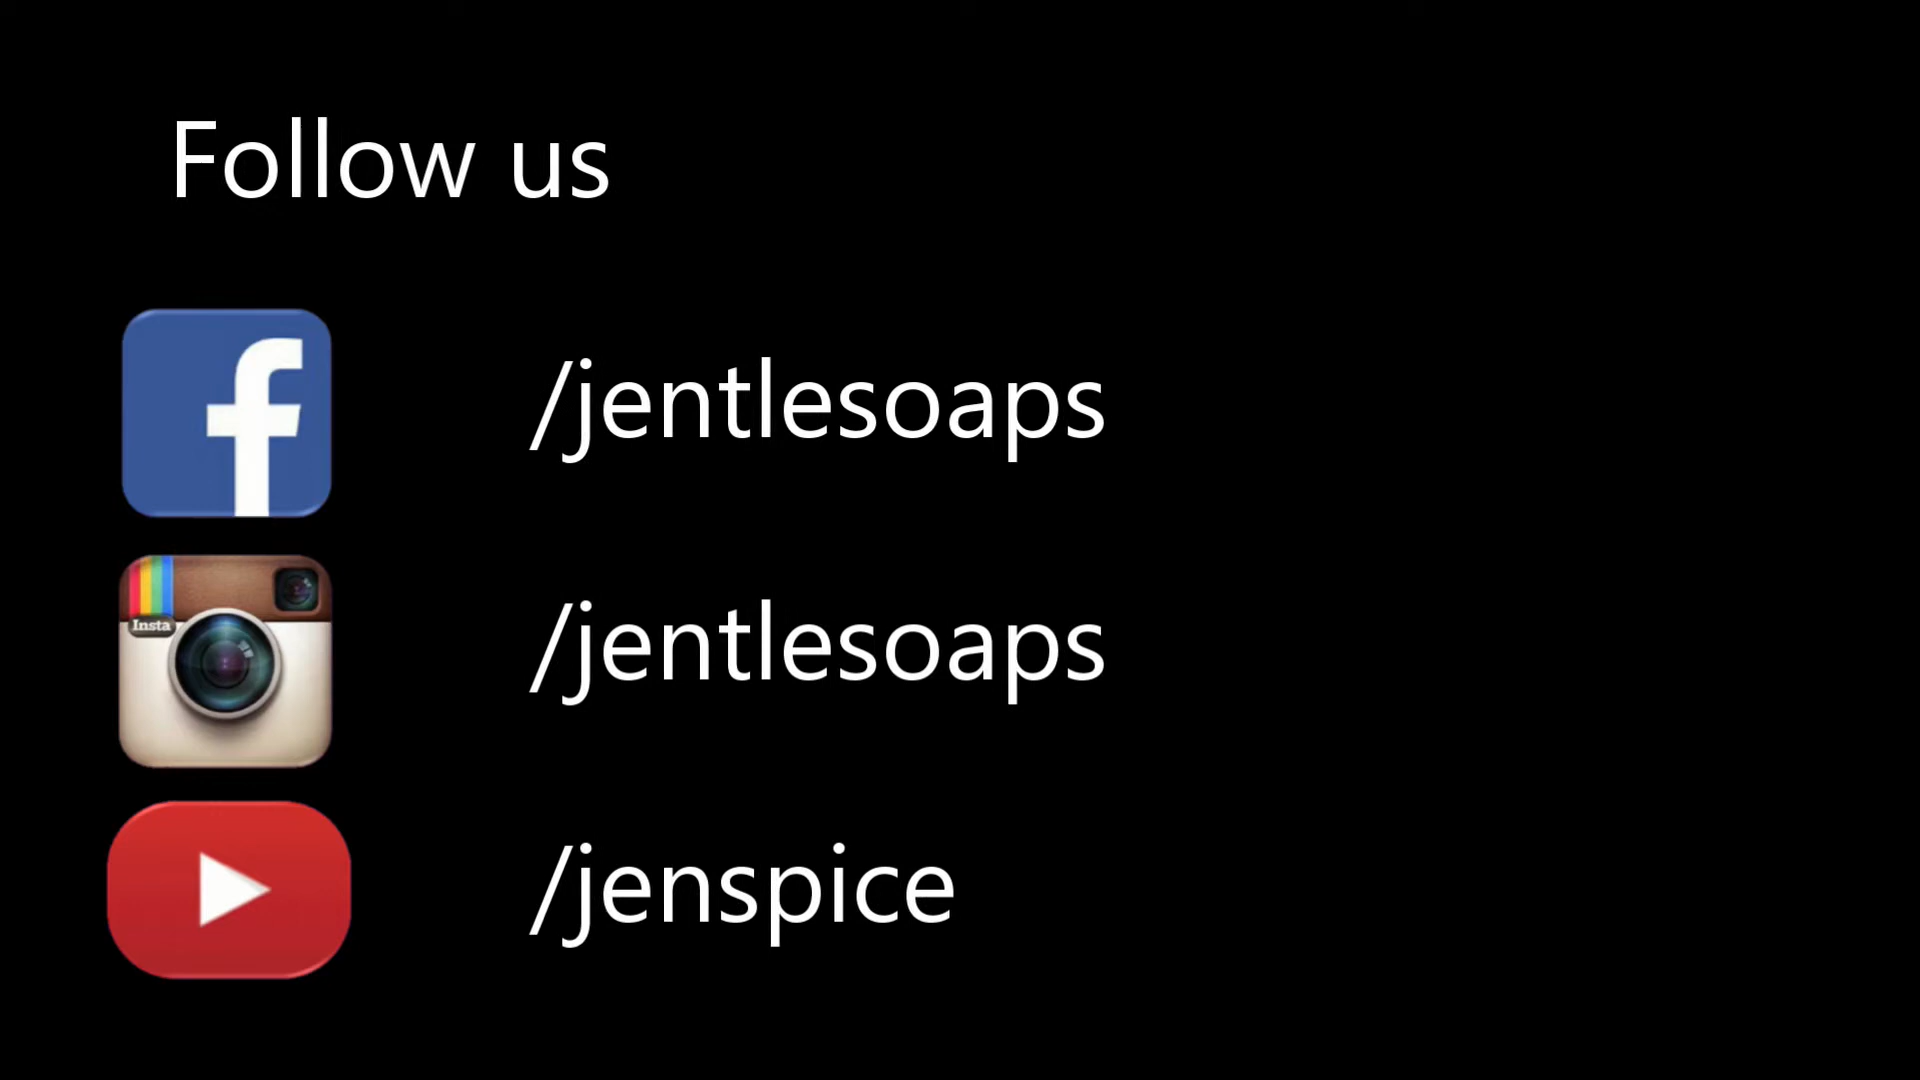 Follow us
/jentlesoaps
Insta
/jentlesoaps
/jenspice